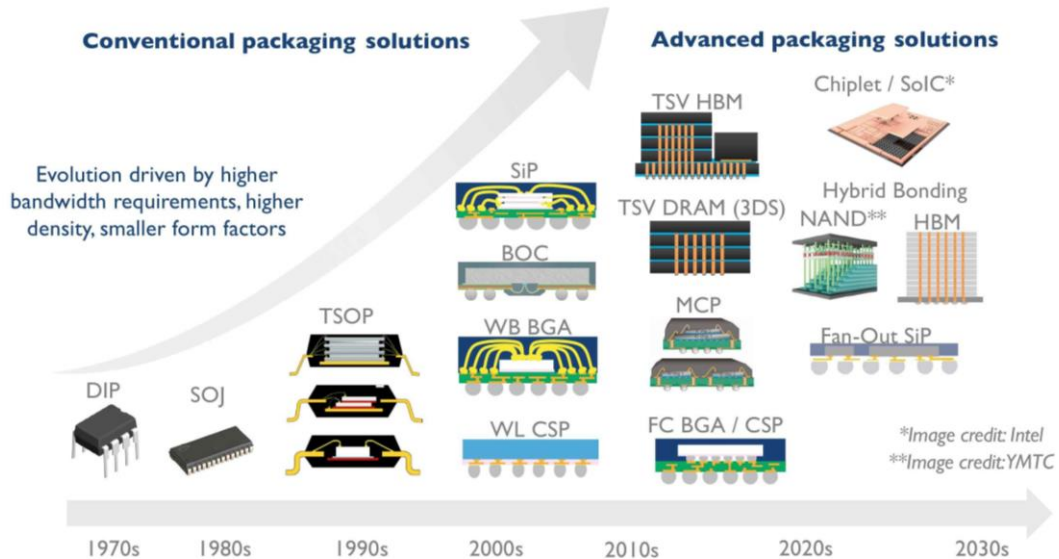 Conventional packaging solutions
Advanced packaging solutions
Evolution driven by higher
bandwidth requirements, higher
density, smaller form factors
DIP
SOJ
TSOP
SiP
BOC
WB BGA
WL CSP
TSV HBM
TSV DRAM (3DS)
MCP
FC BGA / CSP
Chiplet / SoIC*
Hybrid Bonding
NAND**
HBM
Fan-Out SiP
*Image credit: Intel
**Image credit: YMTC
1970s
1980s
1990s
2000s
2010s
2020s
2030s